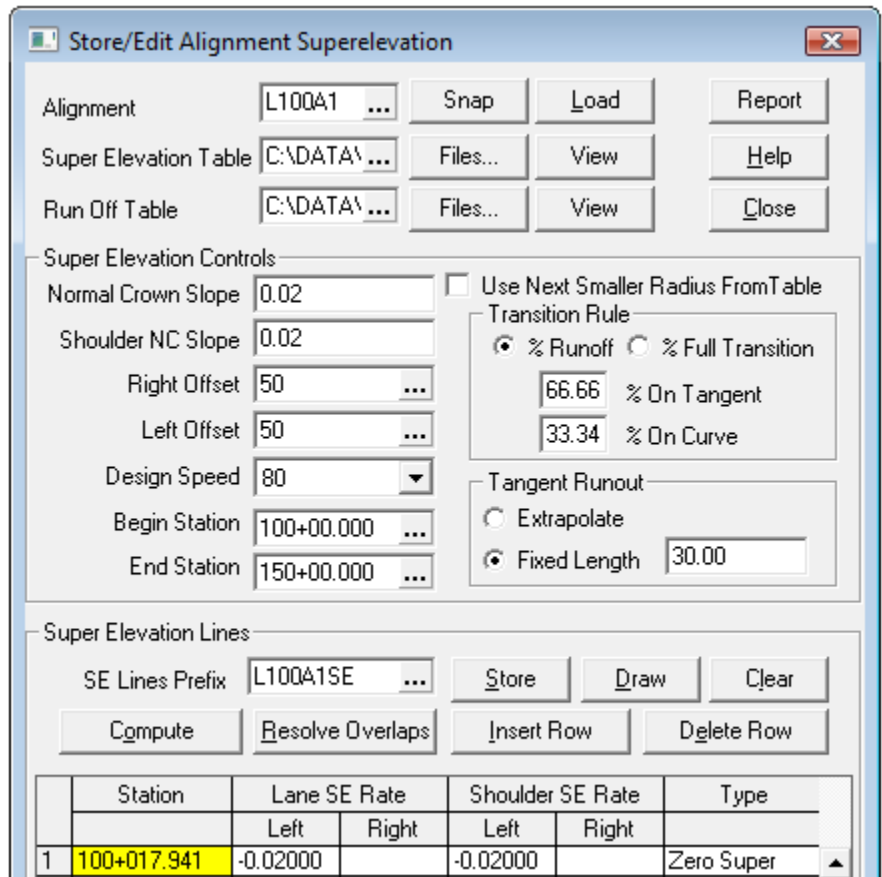 Store/Edit Alignment Superelevation
Alignment L100A1 ... Snap Load Report
Super Elevation Table C:\DATA\ ... Files... View Help
Run Off Table C:\DATA\ ... Files... View Close
Super Elevation Controls
Normal Crown Slope 0.02 Use Next Smaller Radius FromTable
Transition Rule
Shoulder NC Slope 0.02 % Runoff % Full Transition
Right Offset 50 ... 66.66 % On Tangent
Left Offset 50 ... 33.34 % On Curve
Design Speed 80 Tangent Runout
Begin Station 100+00.000 ... Extrapolate
End Station 150+00.000 ... Fixed Length 30.00
Super Elevation Lines
SE Lines Prefix L100A1SE ... Store Draw Clear
Compute Resolve Overlaps Insert Row Delete Row
Station Lane SE Rate Shoulder SE Rate Type
Left Right Left Right
1 100+017.941 -0.02000 -0.02000 Zero Super